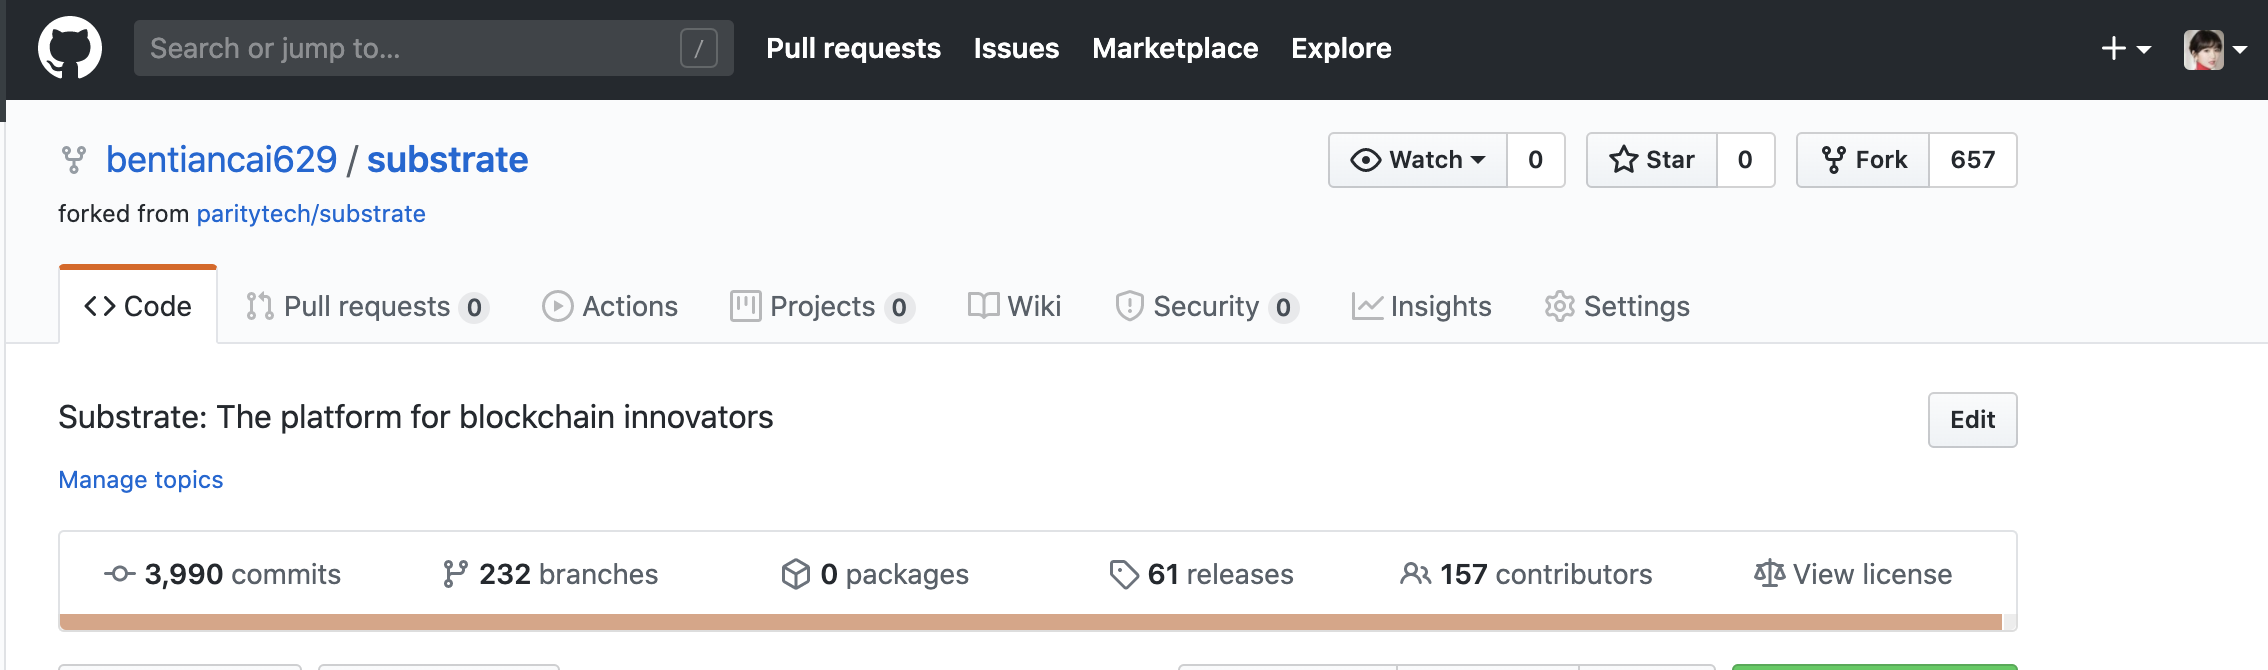 Search or jump to... / Pull requests Issues Marketplace Explore
bentiancai629 / substrate Watch 0 Star 0 Fork 657
forked from paritytech/substrate
Code Pull requests 0 Actions Projects 0 Wiki Security 0 Insights Settings
Substrate: The platform for blockchain innovators Edit
Manage topics
3,990 commits 232 branches 0 packages 61 releases 157 contributors View license